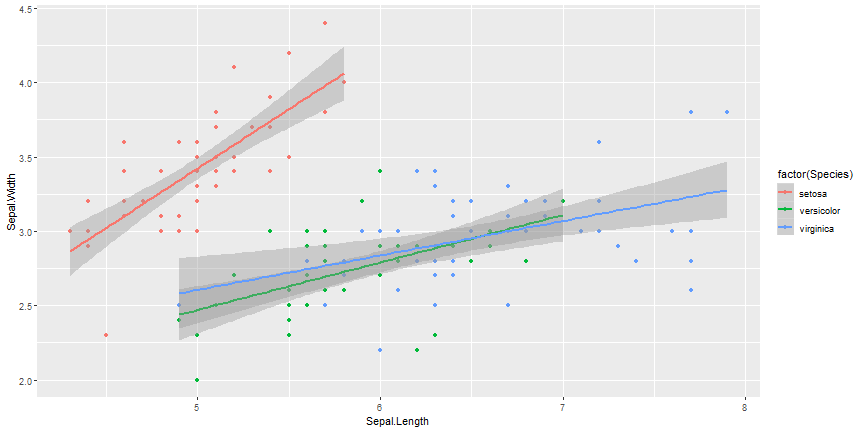 4.5
4.0
3.5
3.0
2.5
2.0
Sepal.Width
5
6
7
8
Sepal.Length
factor(Species)
setosa
versicolor
virginica